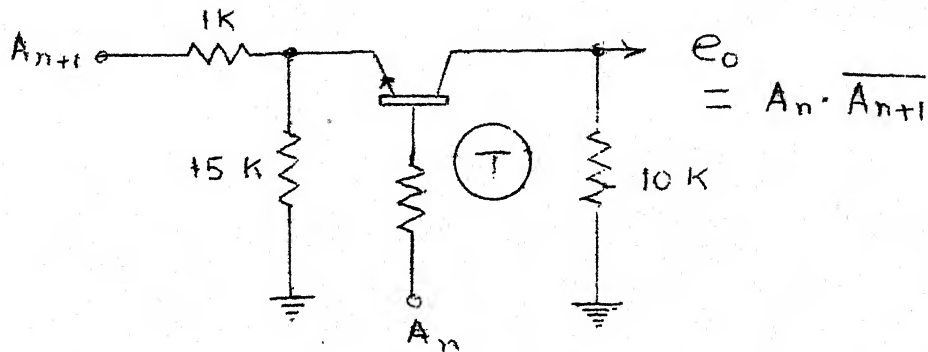 1K
A_{n+1}
e_o
= A_n · \overline{A_{n+1}}
15 K
T
10 K
A_n